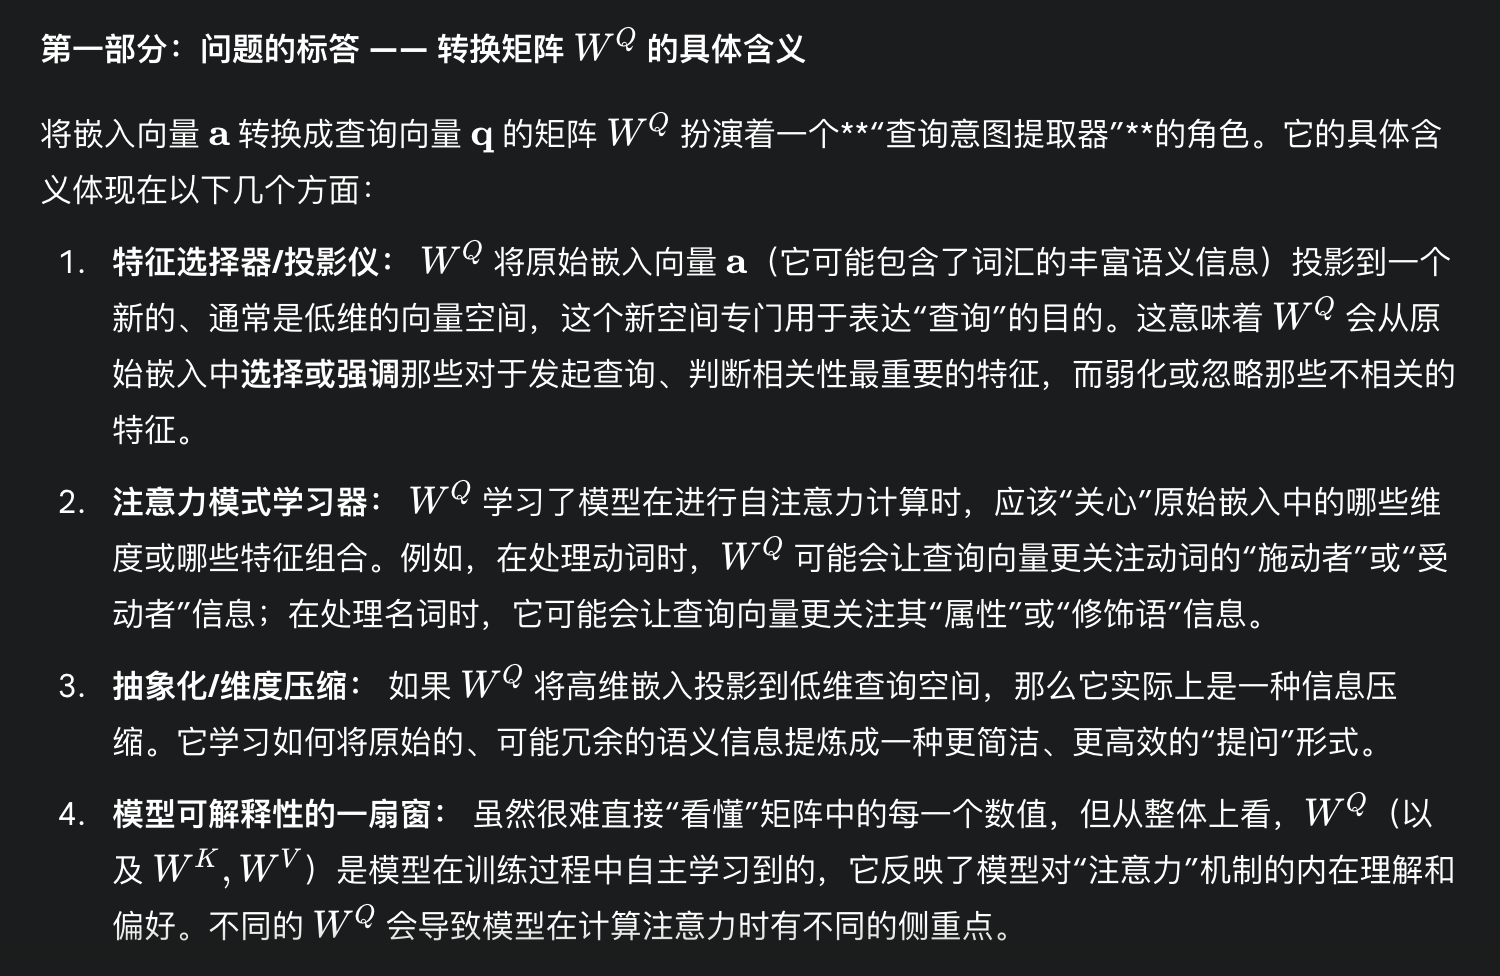 第一部分：问题的标答 —— 转换矩阵 W^Q 的具体含义
将嵌入向量 a 转换成查询向量 q 的矩阵 W^Q 扮演着一个**“查询意图提取器”**的角色。它的具体含
义体现在以下几个方面：
1. 特征选择器/投影仪： W^Q 将原始嵌入向量 a（它可能包含了词汇的丰富语义信息）投影到一个
新的、通常是低维的向量空间，这个新空间专门用于表达“查询”的目的。这意味着 W^Q 会从原
始嵌入中选择或强调那些对于发起查询、判断相关性最重要的特征，而弱化或忽略那些不相关的
特征。
2. 注意力模式学习器： W^Q 学习了模型在进行自注意力计算时，应该“关心”原始嵌入中的哪些维
度或哪些特征组合。例如，在处理动词时，W^Q 可能会让查询向量更关注动词的“施动者”或“受
动者”信息；在处理名词时，它可能会让查询向量更关注其“属性”或“修饰语”信息。
3. 抽象化/维度压缩： 如果 W^Q 将高维嵌入投影到低维查询空间，那么它实际上是一种信息压
缩。它学习如何将原始的、可能冗余的语义信息提炼成一种更简洁、更高效的“提问”形式。
4. 模型可解释性的一扇窗： 虽然很难直接“看懂”矩阵中的每一个数值，但从整体上看，W^Q（以
及 W^K, W^V）是模型在训练过程中自主学习到的，它反映了模型对“注意力”机制的内在理解和
偏好。不同的 W^Q 会导致模型在计算注意力时有不同的侧重点。